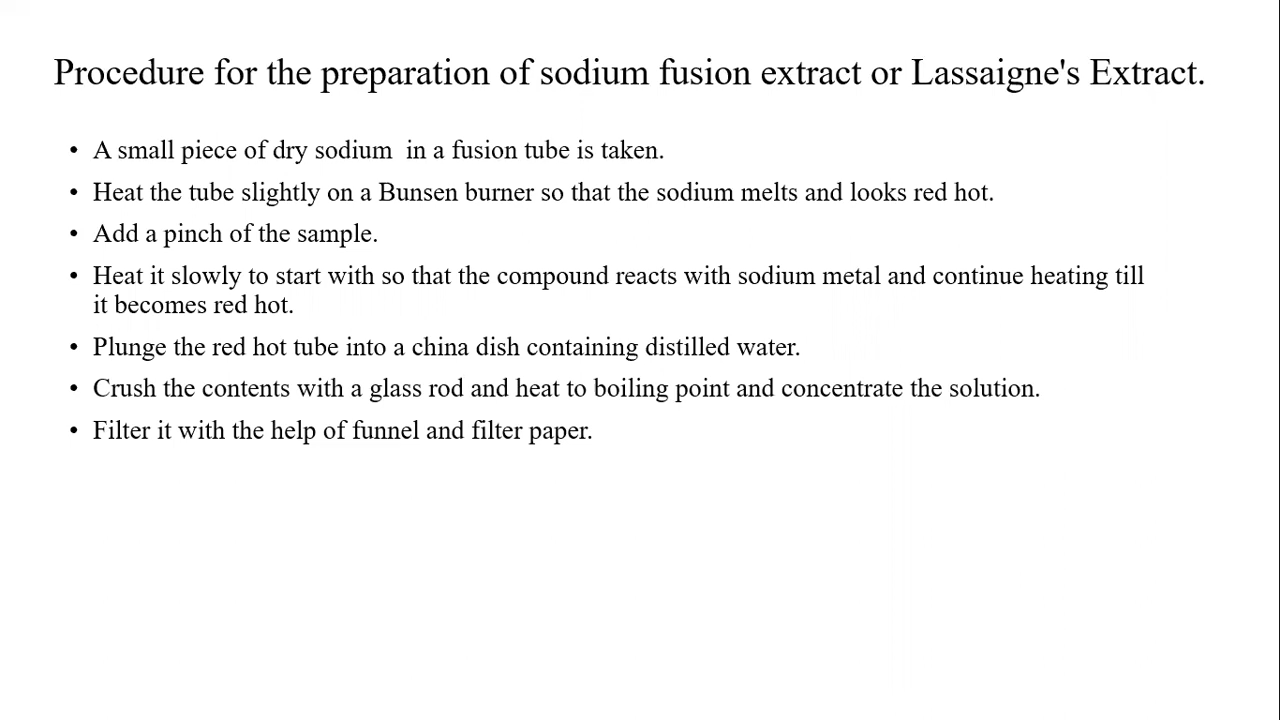 Procedure for the preparation of sodium fusion extract or Lassaigne's Extract.
• A small piece of dry sodium  in a fusion tube is taken.
• Heat the tube slightly on a Bunsen burner so that the sodium melts and looks red hot.
• Add a pinch of the sample.
• Heat it slowly to start with so that the compound reacts with sodium metal and continue heating till
it becomes red hot.
• Plunge the red hot tube into a china dish containing distilled water.
• Crush the contents with a glass rod and heat to boiling point and concentrate the solution.
• Filter it with the help of funnel and filter paper.